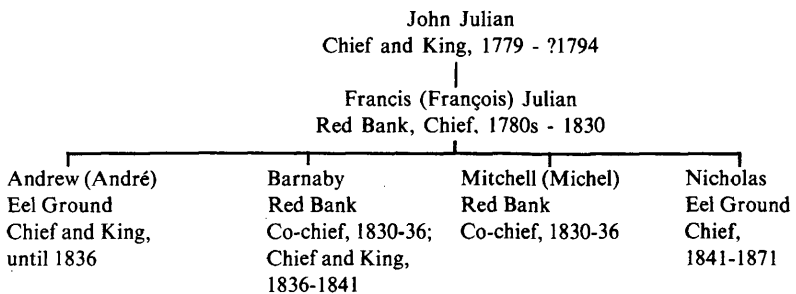 John Julian
Chief and King, 1779 - ?1794
Francis (François) Julian
Red Bank, Chief, 1780s - 1830
Andrew (André)
Eel Ground
Chief and King,
until 1836
Barnaby
Red Bank
Co-chief, 1830-36;
Chief and King,
1836-1841
Mitchell (Michel)
Red Bank
Co-chief, 1830-36
Nicholas
Eel Ground
Chief,
1841-1871